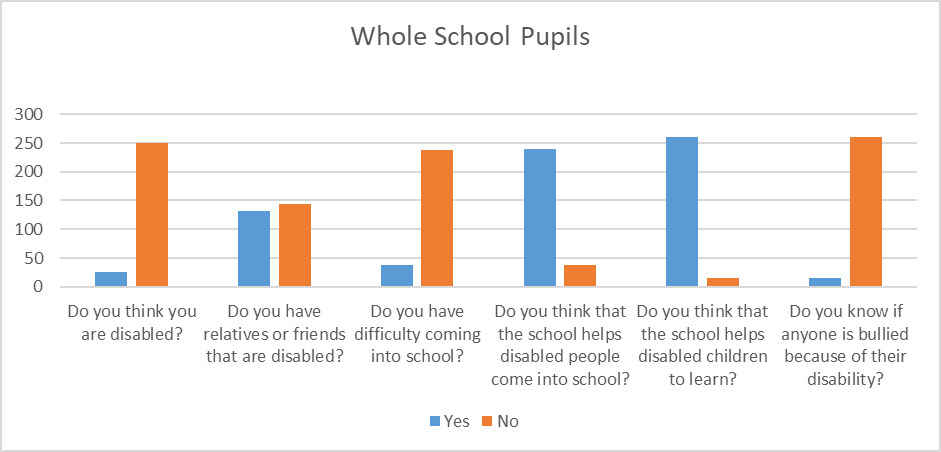 Whole School Pupils
300
250
200
150
100
50
0
Do you think you
are disabled?
Do you have
relatives or friends
that are disabled?
Do you have
difficulty coming
into school?
Do you think that
the school helps
disabled people
come into school?
Do you think that
the school helps
disabled children
to learn?
Do you know if
anyone is bullied
because of their
disability?
Yes No